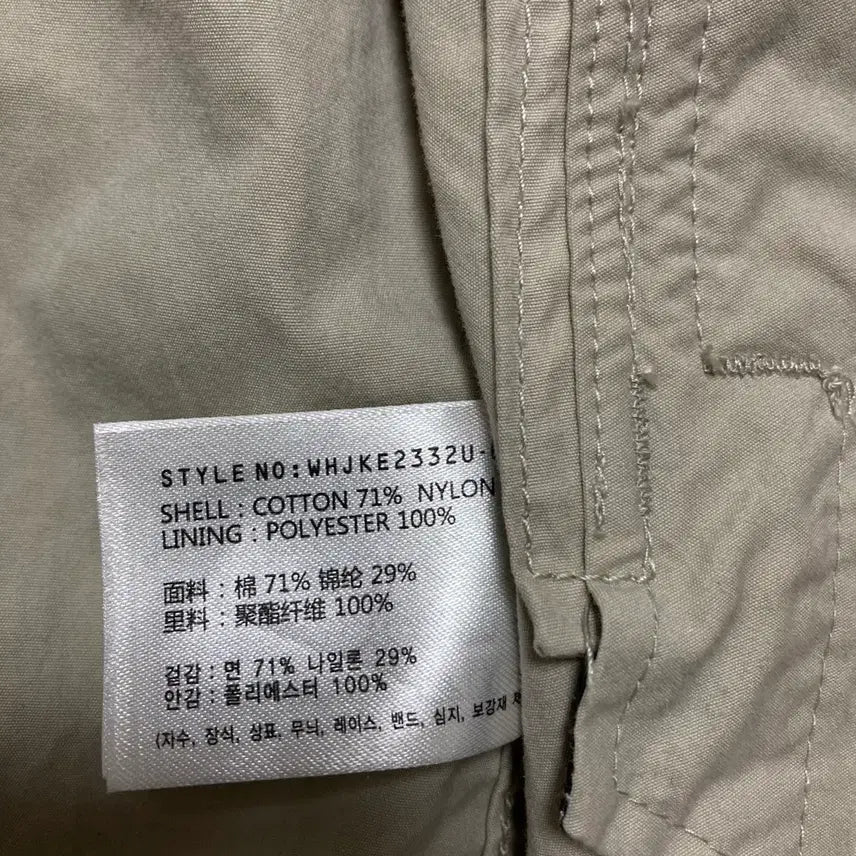 STYLE NO: WHJKE2332U-
SHELL : COTTON 71% NYLON
LINING : POLYESTER 100%
面料 : 棉 71% 锦纶 29%
里料 : 聚酯纤维 100%
겉감 : 면 71% 나일론 29%
안감 : 폴리에스터 100%
(자수, 장식, 상표, 무늬, 레이스, 밴드, 심지, 보강재